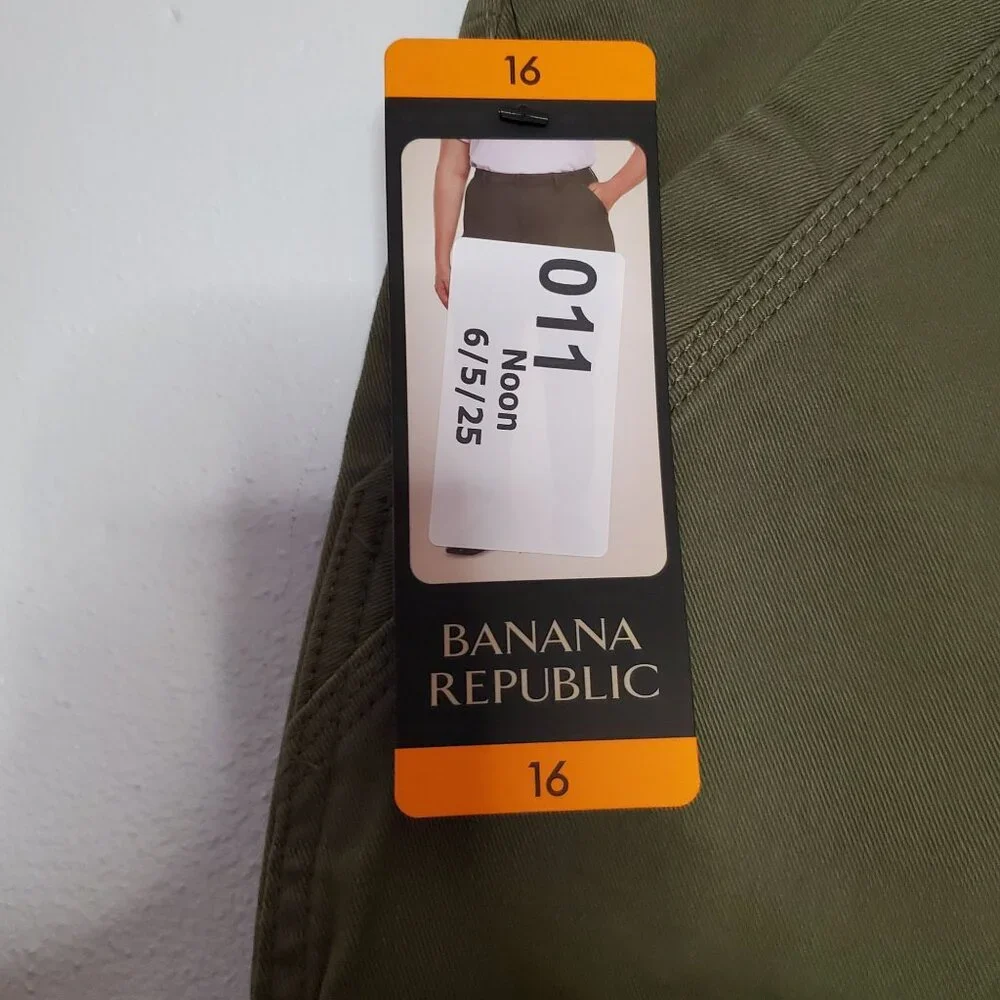 16
011
Noon
6/5/25
BANANA
REPUBLIC
16